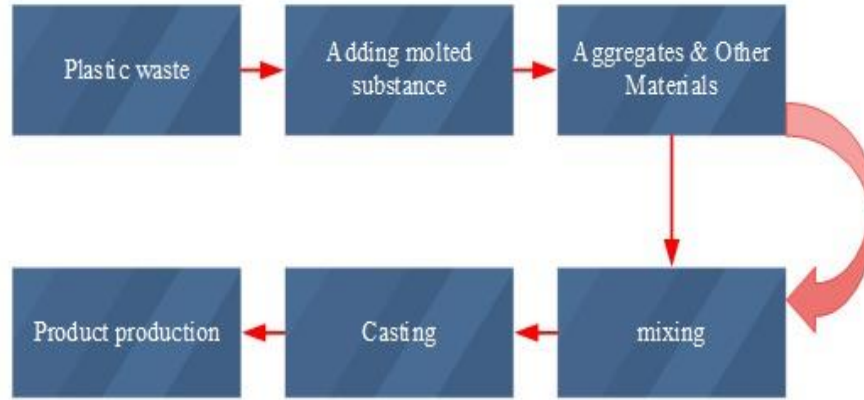 Plastic waste
Adding molted
substance
Aggregates & Other
Materials
Product production
Casting
mixing